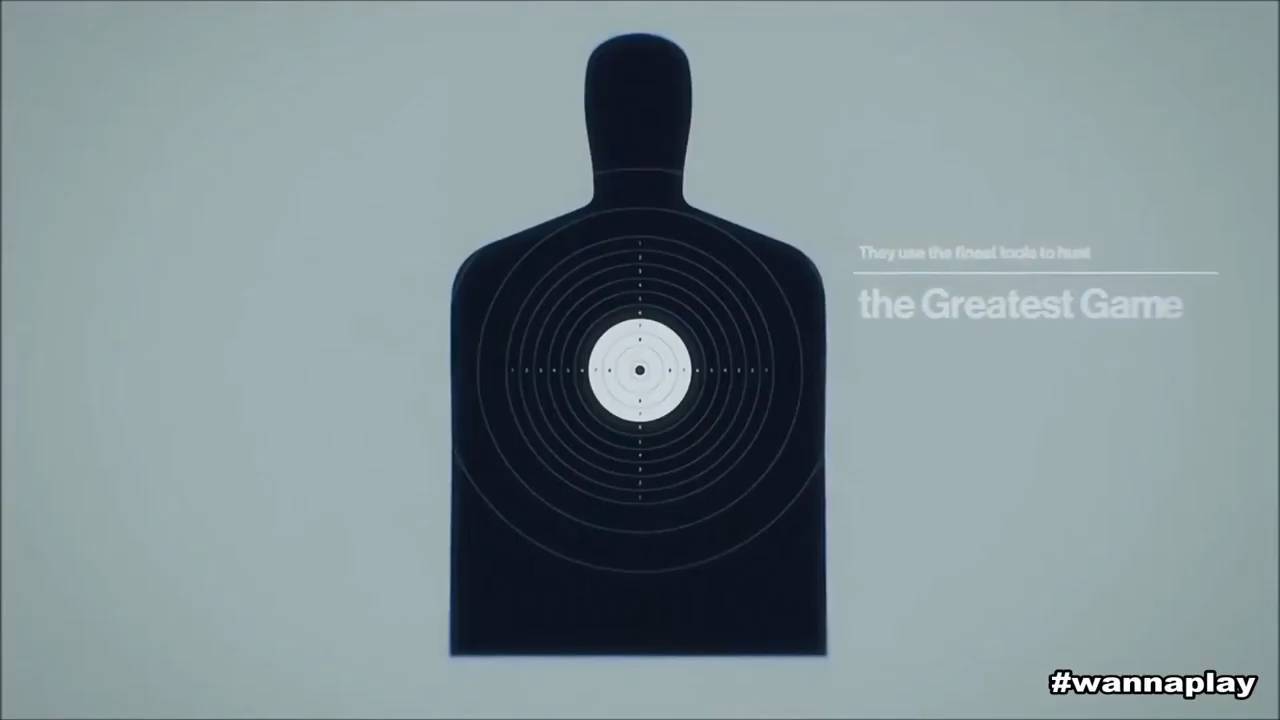 They use the finest tools to hunt
the Greatest Game
#wannaplay